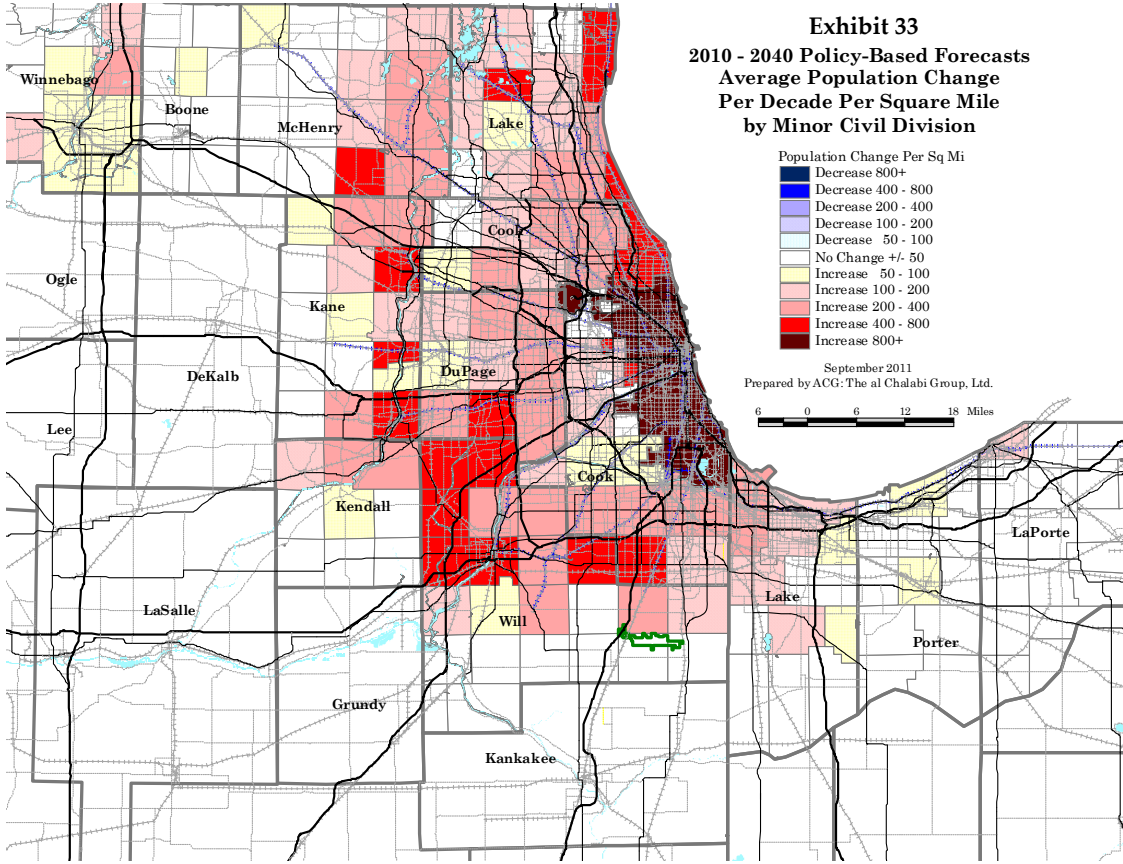 Exhibit 33
2010 - 2040 Policy-Based Forecasts
Average Population Change
Per Decade Per Square Mile
by Minor Civil Division
Population Change Per Sq Mi
Decrease 800+
Decrease 400 - 800
Decrease 200 - 400
Decrease 100 - 200
Decrease 50 - 100
No Change +/- 50
Increase 50 - 100
Increase 100 - 200
Increase 200 - 400
Increase 400 - 800
Increase 800+
September 2011
Prepared by ACG: The al Chalabi Group, Ltd.
6 0 6 12 18 Miles
Winnebago
Boone
McHenry
Lake
Cook
Ogle
Kane
DeKalb
DuPage
Lee
Cook
Kendall
LaPorte
LaSalle
Will
Lake
Porter
Grundy
Kankakee